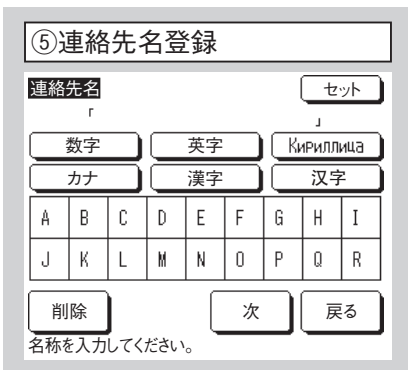 ⑤連絡先名登録
連絡先名 セット
「 」
数字 英字 Кириллица
カナ 漢字 汉字
A B C D E F G H I
J K L M N O P Q R
削除 次 戻る
名称を入力してください。